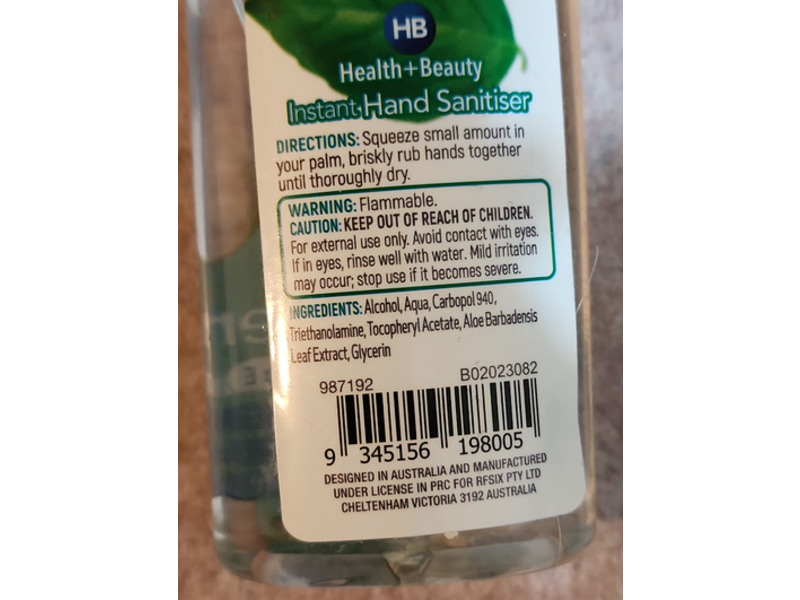 HB
Health+Beauty
Instant Hand Sanitiser
DIRECTIONS: Squeeze small amount in
your palm, briskly rub hands together
until thoroughly dry.
WARNING: Flammable.
CAUTION: KEEP OUT OF REACH OF CHILDREN.
For external use only. Avoid contact with eyes.
If in eyes, rinse well with water. Mild irritation
may occur; stop use if it becomes severe.
INGREDIENTS: Alcohol, Aqua, Carbopol 940,
Triethanolamine, Tocopheryl Acetate, Aloe Barbadensis
Leaf Extract, Glycerin
987192 B02023082
9 345156 198005
DESIGNED IN AUSTRALIA AND MANUFACTURED
UNDER LICENSE IN PRC FOR RFSIX PTY LTD
CHELTENHAM VICTORIA 3192 AUSTRALIA